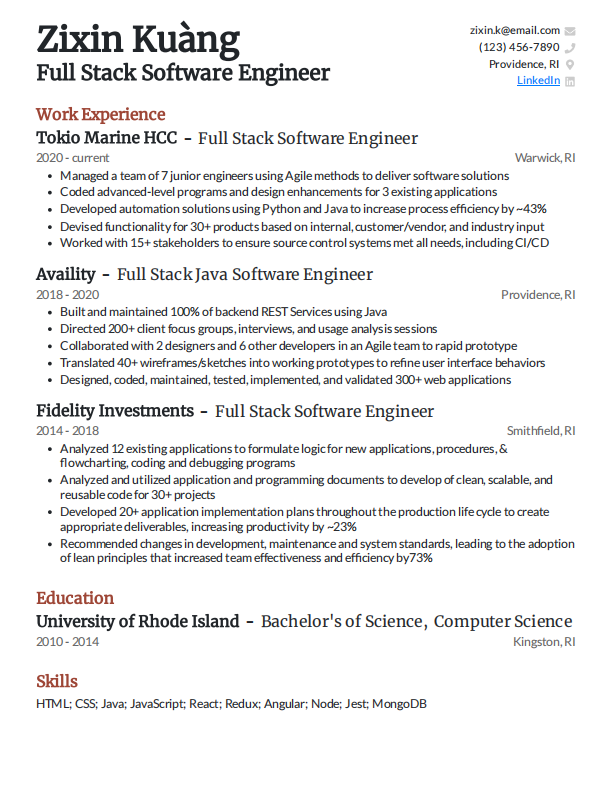 Zixin Kuàng
Full Stack Software Engineer
zixin.k@email.com
(123) 456-7890
Providence, RI
LinkedIn
Work Experience
Tokio Marine HCC - Full Stack Software Engineer
2020 - current Warwick, RI
• Managed a team of 7 junior engineers using Agile methods to deliver software solutions
• Coded advanced-level programs and design enhancements for 3 existing applications
• Developed automation solutions using Python and Java to increase process efficiency by ~43%
• Devised functionality for 30+ products based on internal, customer/vendor, and industry input
• Worked with 15+ stakeholders to ensure source control systems met all needs, including CI/CD
Availity - Full Stack Java Software Engineer
2018 - 2020 Providence, RI
• Built and maintained 100% of backend REST Services using Java
• Directed 200+ client focus groups, interviews, and usage analysis sessions
• Collaborated with 2 designers and 6 other developers in an Agile team to rapid prototype
• Translated 40+ wireframes/sketches into working prototypes to refine user interface behaviors
• Designed, coded, maintained, tested, implemented, and validated 300+ web applications
Fidelity Investments - Full Stack Software Engineer
2014 - 2018 Smithfield, RI
• Analyzed 12 existing applications to formulate logic for new applications, procedures, &
flowcharting, coding and debugging programs
• Analyzed and utilized application and programming documents to develop of clean, scalable, and
reusable code for 30+ projects
• Developed 20+ application implementation plans throughout the production life cycle to create
appropriate deliverables, increasing productivity by ~23%
• Recommended changes in development, maintenance and system standards, leading to the adoption
of lean principles that increased team effectiveness and efficiency by73%
Education
University of Rhode Island - Bachelor's of Science, Computer Science
2010 - 2014 Kingston, RI
Skills
HTML; CSS; Java; JavaScript; React; Redux; Angular; Node; Jest; MongoDB